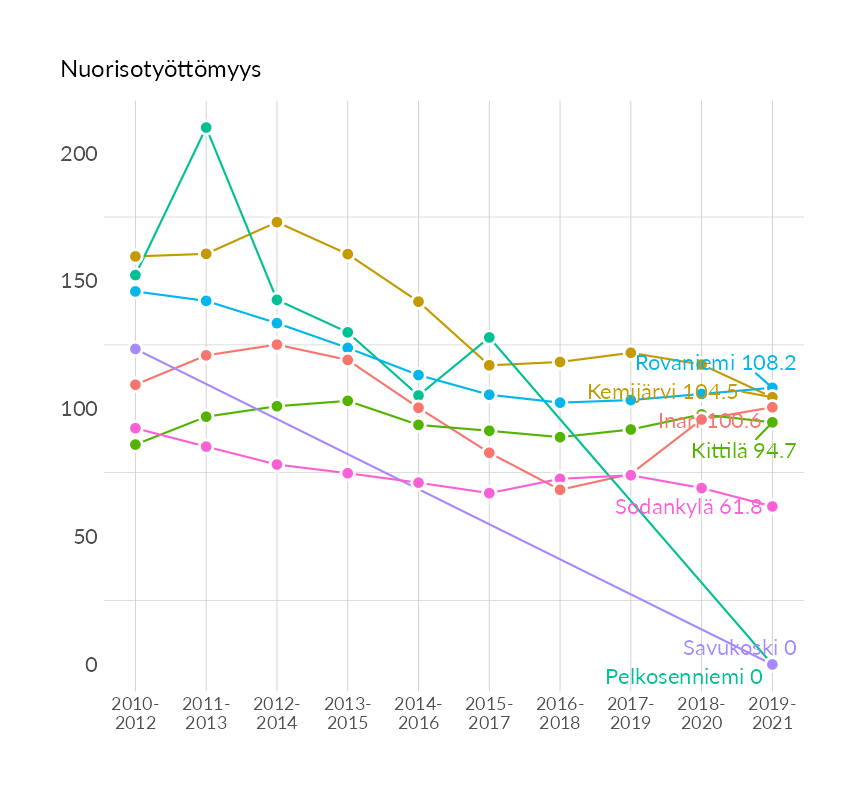 Nuorisotyöttömyys
200
150
100
50
0
Rovaniemi 108.2
Kemijärvi 104.5
Inari 100.6
Kittilä 94.7
Sodankylä 61.8
Savukoski 0
Pelkosenniemi 0
2010- 2011- 2012- 2013- 2014- 2015- 2016- 2017- 2018- 2019-
2012 2013 2014 2015 2016 2017 2018 2019 2020 2021